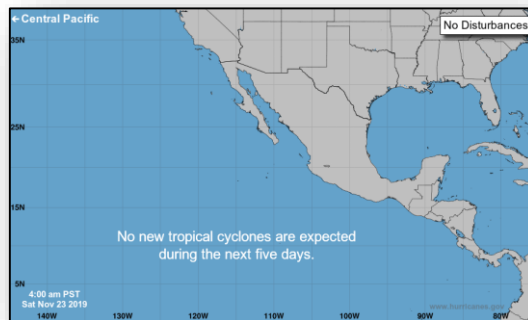 ← Central Pacific
No Disturbances
35N
25N
15N
No new tropical cyclones are expected
during the next five days.
5N
4:00 am PST
Sat Nov 23 2019
www.hurricanes.gov
140W 130W 120W 110W 100W 90W 80W